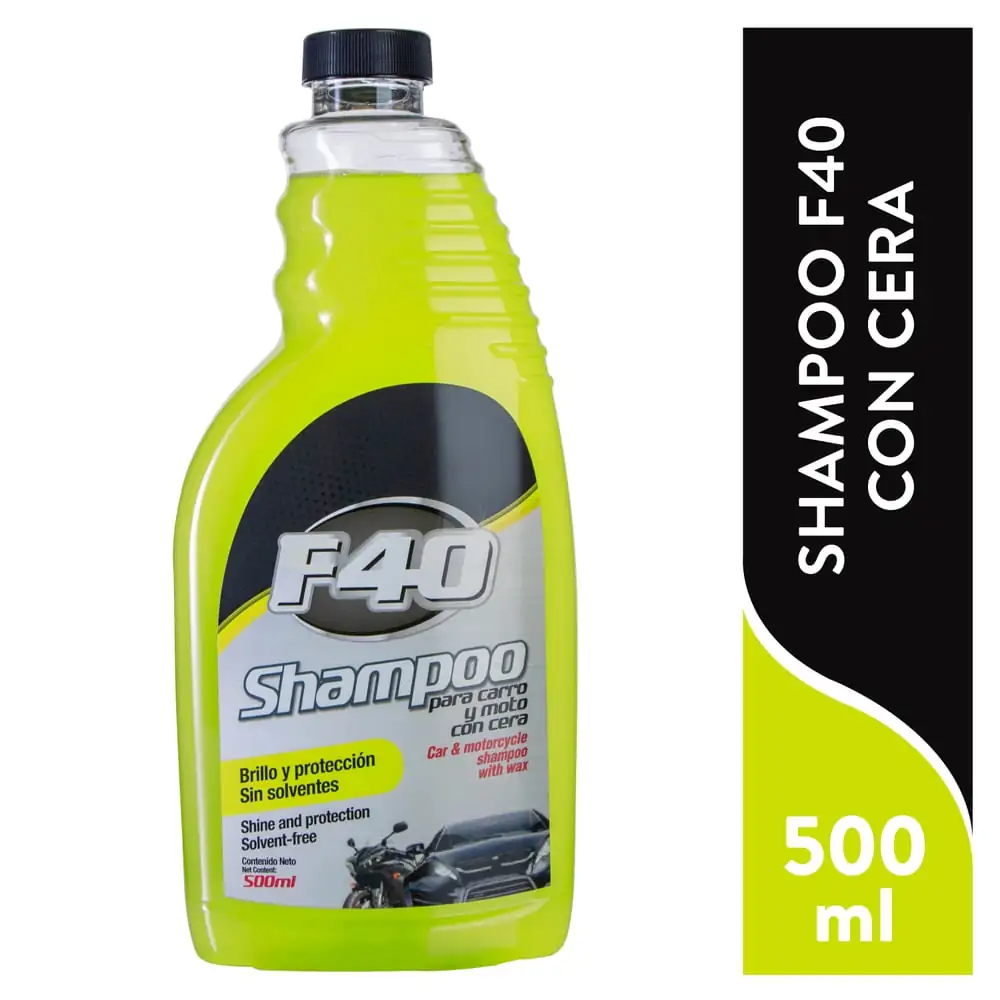 F40
Shampoo
para carro
y moto
con cera
Car & motorcycle
shampoo
with wax
Brillo y protección
Sin solventes
Shine and protection
Solvent-free
Contenido Neto
Net Content:
500ml
SHAMPOO F40
CON CERA
500
ml